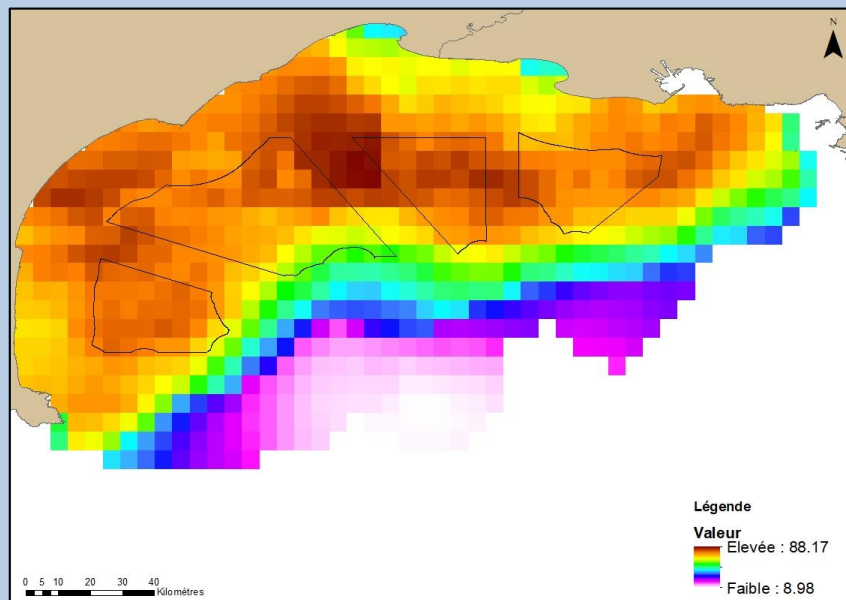 N
Légende
Valeur
Elevée : 88.17
Faible : 8.98
0 5 10 20 30 40
Kilomètres